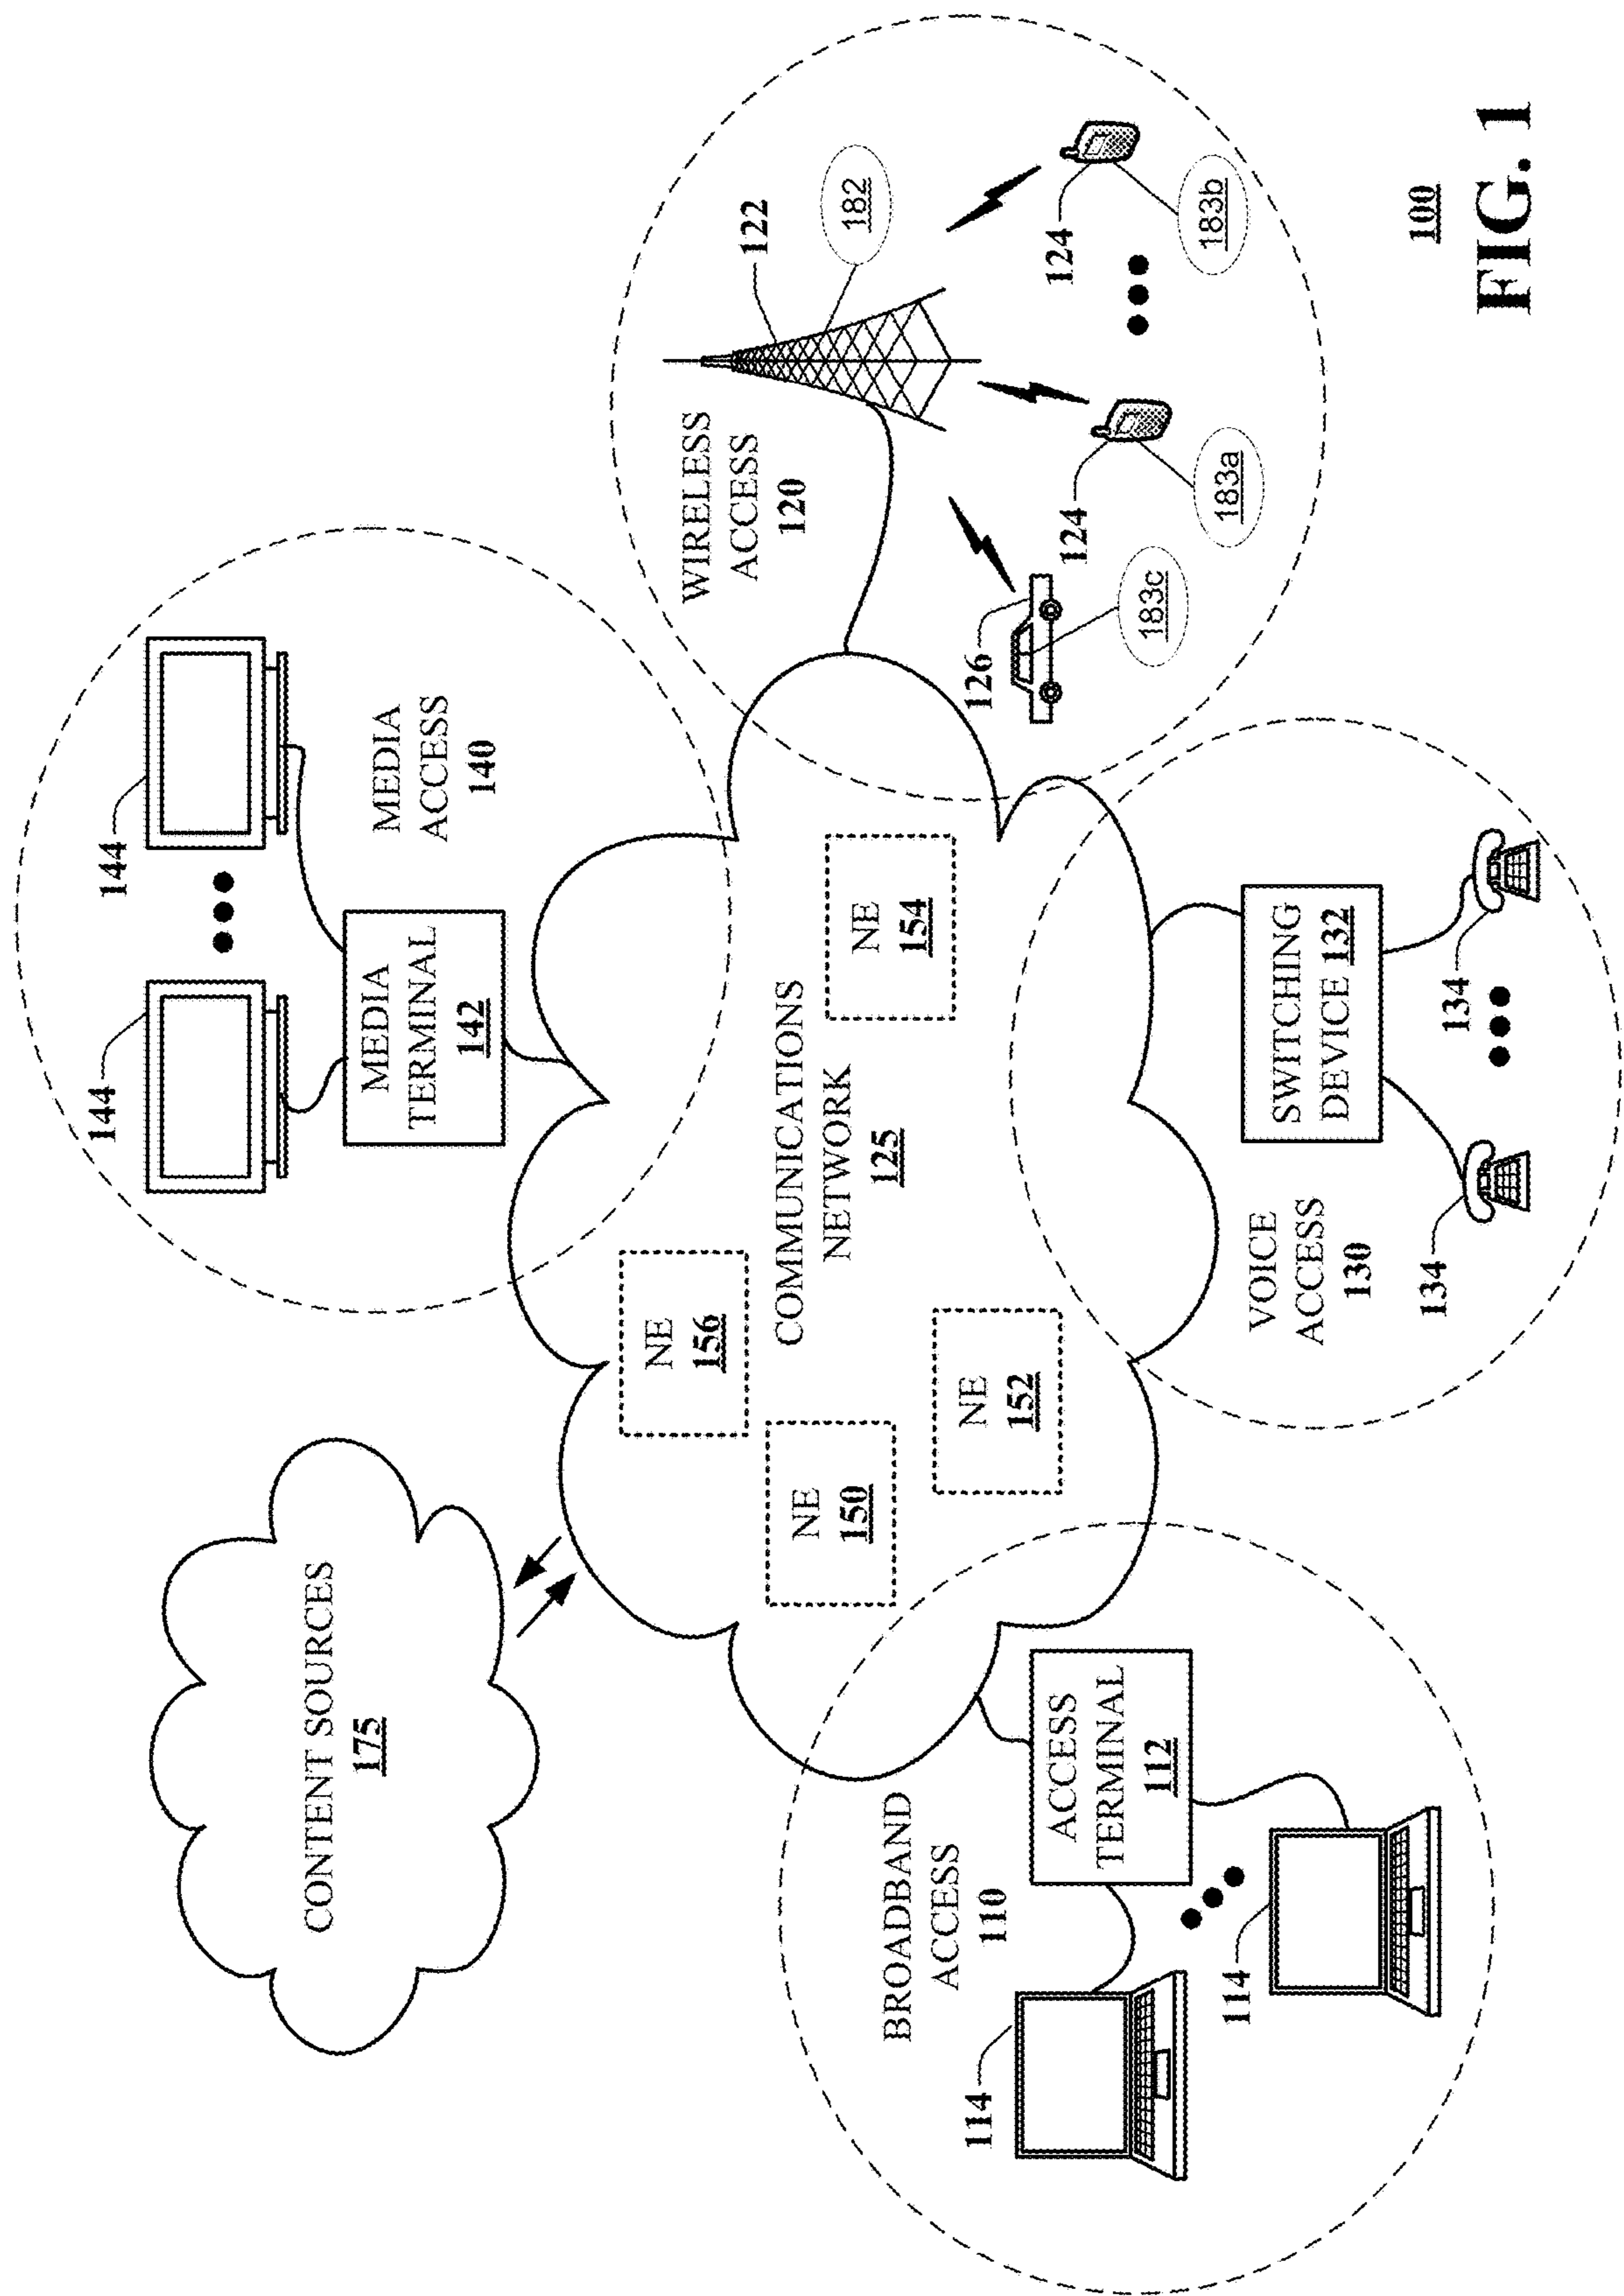 100
FIG. 1
CONTENT SOURCES
175
144
144
MEDIA
TERMINAL
142
MEDIA
ACCESS
140
NE
156
NE
150
NE
152
NE
154
COMMUNICATIONS
NETWORK
125
WIRELESS
ACCESS
120
122
182
124
183b
124
183a
126
183c
BROADBAND
ACCESS
110
ACCESS
TERMINAL
112
114
114
VOICE
ACCESS
130
SWITCHING
DEVICE 132
134
134